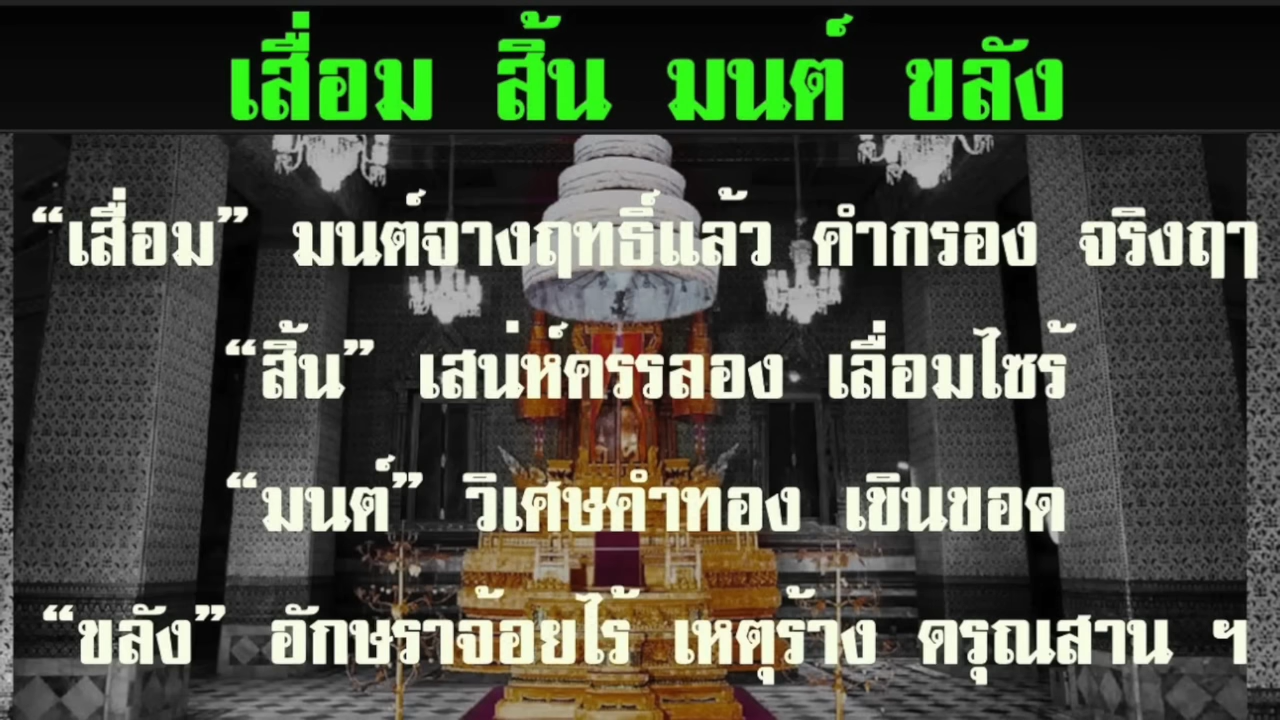 เสื่อม สิ้น มนต์ ขลัง
“เสื่อม” มนต์จางฤทธิ์แล้ว คำกรอง จริงฤๅ
“สิ้น” เสน่ห์ครรลอง เลื่อมไซร้
“มนต์” วิเศษคำทอง เขินขอด
“ขลัง” อักษราจ้อยไร้ เหตุร้าง ดรุณสาน ฯ